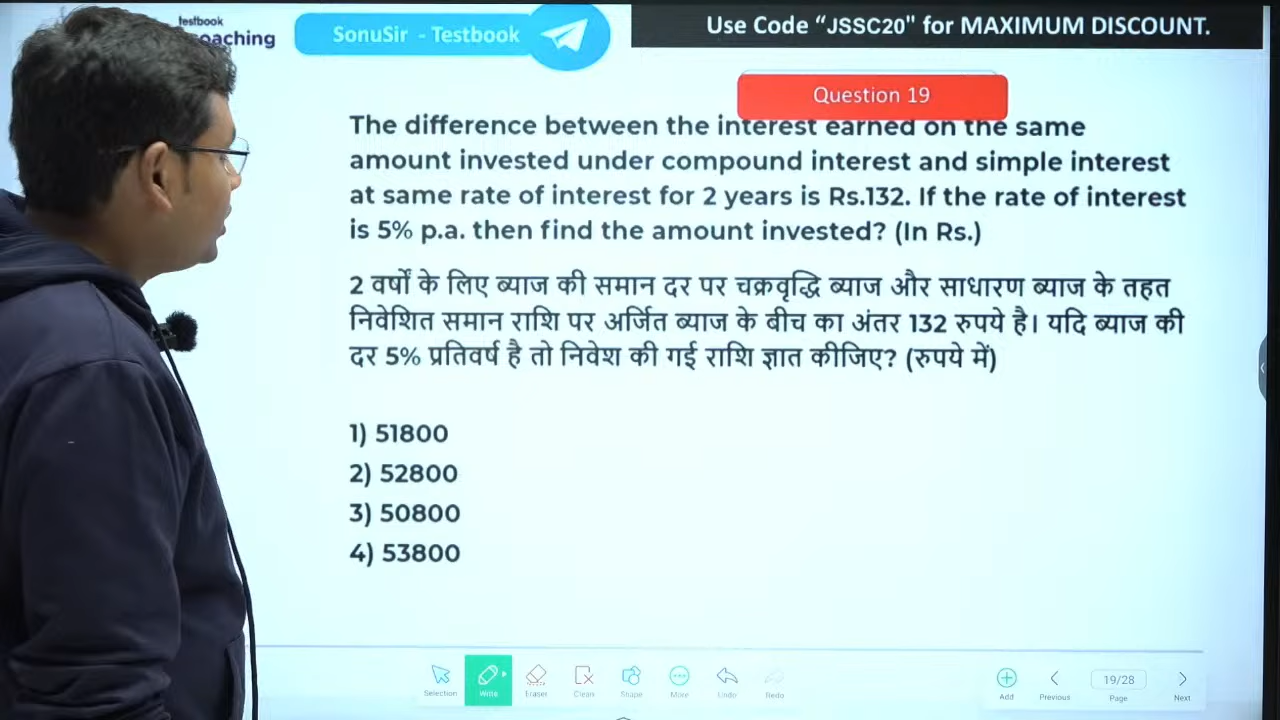 testbook
coaching
SonuSir - Testbook
Use Code “JSSC20" for MAXIMUM DISCOUNT.
Question 19
The difference between the interest earned on the same
amount invested under compound interest and simple interest
at same rate of interest for 2 years is Rs.132. If the rate of interest
is 5% p.a. then find the amount invested? (In Rs.)
2 वर्षों के लिए ब्याज की समान दर पर चक्रवृद्धि ब्याज और साधारण ब्याज के तहत
निवेशित समान राशि पर अर्जित ब्याज के बीच का अंतर 132 रुपये है। यदि ब्याज की
दर 5% प्रतिवर्ष है तो निवेश की गई राशि ज्ञात कीजिए? (रुपये में)
1) 51800
2) 52800
3) 50800
4) 53800
Selection Write Eraser Clean Shape More Undo Redo
Add Previous 19/28 Page Next